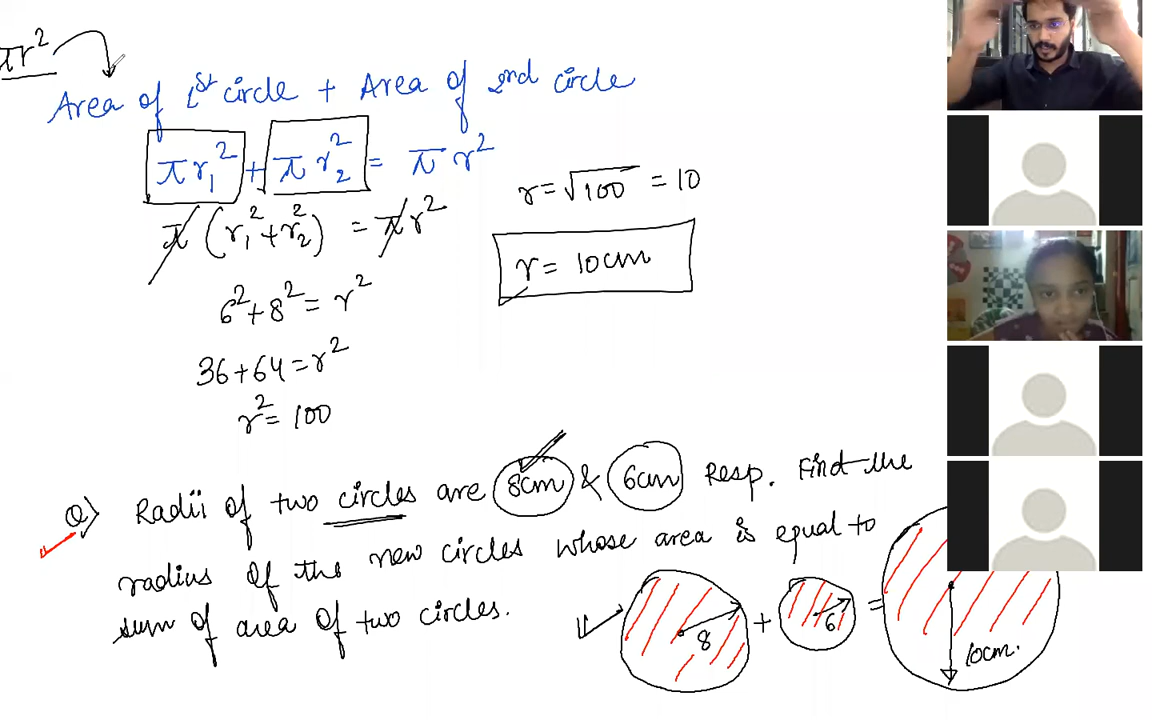 πr²
Area of 1st circle + Area of 2nd circle
πr₁² + πr₂² = πr²
π(r₁²+r₂²) = πr²
6²+8² = r²
36+64 = r²
r² = 100
r = √100 = 10
r = 10cm
Q) Radii of two circles are 8cm & 6cm Resp. Find the
radius of the new circles whose area is equal to
sum of area of two circles.
8 + 6 = 10cm.